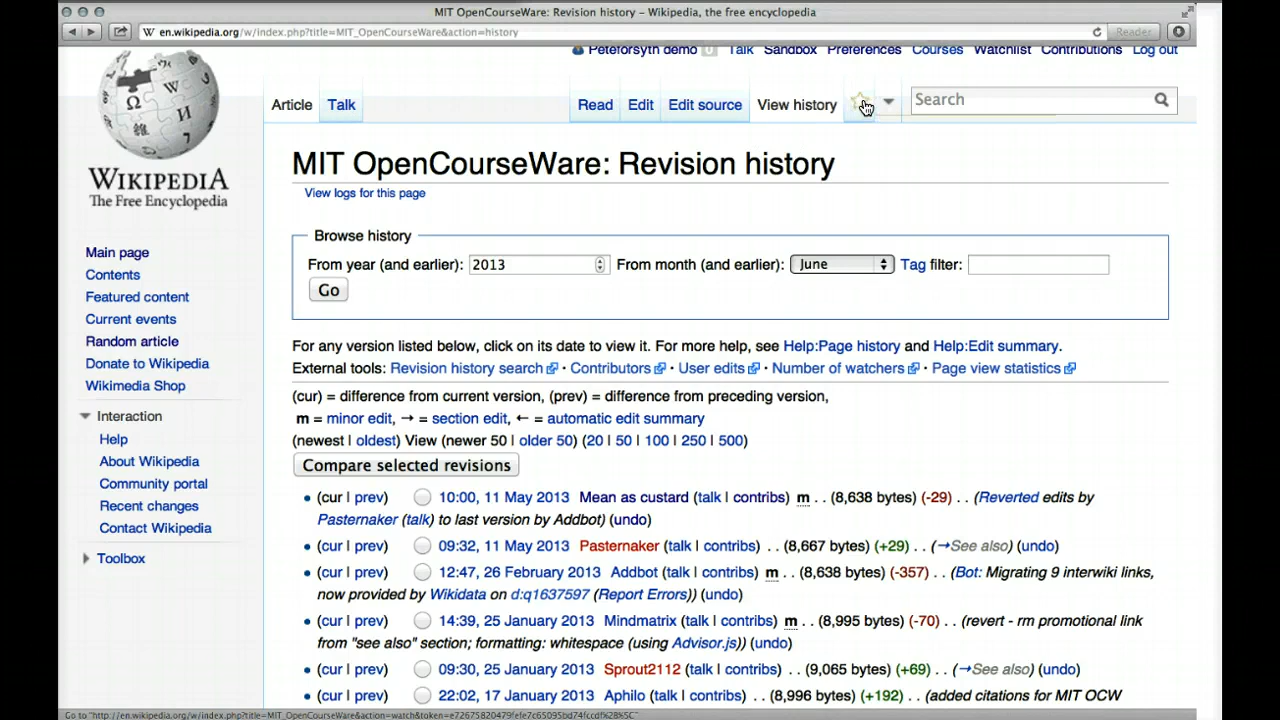 MIT OpenCourseWare: Revision history – Wikipedia, the free encyclopedia
W en.wikipedia.org/w/index.php?title=MIT_OpenCourseWare&action=history
Reader
Peteforsyth demo 0 Talk Sandbox Preferences Courses Watchlist Contributions Log out
Article Talk Read Edit Edit source View history Search
WIKIPEDIA
The Free Encyclopedia
Main page
Contents
Featured content
Current events
Random article
Donate to Wikipedia
Wikimedia Shop
Interaction
Help
About Wikipedia
Community portal
Recent changes
Contact Wikipedia
Toolbox
MIT OpenCourseWare: Revision history
View logs for this page
Browse history
From year (and earlier): 2013 From month (and earlier): June Tag filter:
Go
For any version listed below, click on its date to view it. For more help, see Help:Page history and Help:Edit summary.
External tools: Revision history search · Contributors · User edits · Number of watchers · Page view statistics
(cur) = difference from current version, (prev) = difference from preceding version,
m = minor edit, → = section edit, ← = automatic edit summary
(newest | oldest) View (newer 50 | older 50) (20 | 50 | 100 | 250 | 500)
Compare selected revisions
(cur | prev) 10:00, 11 May 2013 Mean as custard (talk | contribs) m . . (8,638 bytes) (-29) . . (Reverted edits by
Pasternaker (talk) to last version by Addbot) (undo)
(cur | prev) 09:32, 11 May 2013 Pasternaker (talk | contribs) . . (8,667 bytes) (+29) . . (→See also) (undo)
(cur | prev) 12:47, 26 February 2013 Addbot (talk | contribs) m . . (8,638 bytes) (-357) . . (Bot: Migrating 9 interwiki links,
now provided by Wikidata on d:q1637597 (Report Errors)) (undo)
(cur | prev) 14:39, 25 January 2013 Mindmatrix (talk | contribs) m . . (8,995 bytes) (-70) . . (revert - rm promotional link
from "see also" section; formatting: whitespace (using Advisor.js)) (undo)
(cur | prev) 09:30, 25 January 2013 Sprout2112 (talk | contribs) . . (9,065 bytes) (+69) . . (→See also) (undo)
(cur | prev) 22:02, 17 January 2013 Aphilo (talk | contribs) . . (8,996 bytes) (+192) . . (added citations for MIT OCW